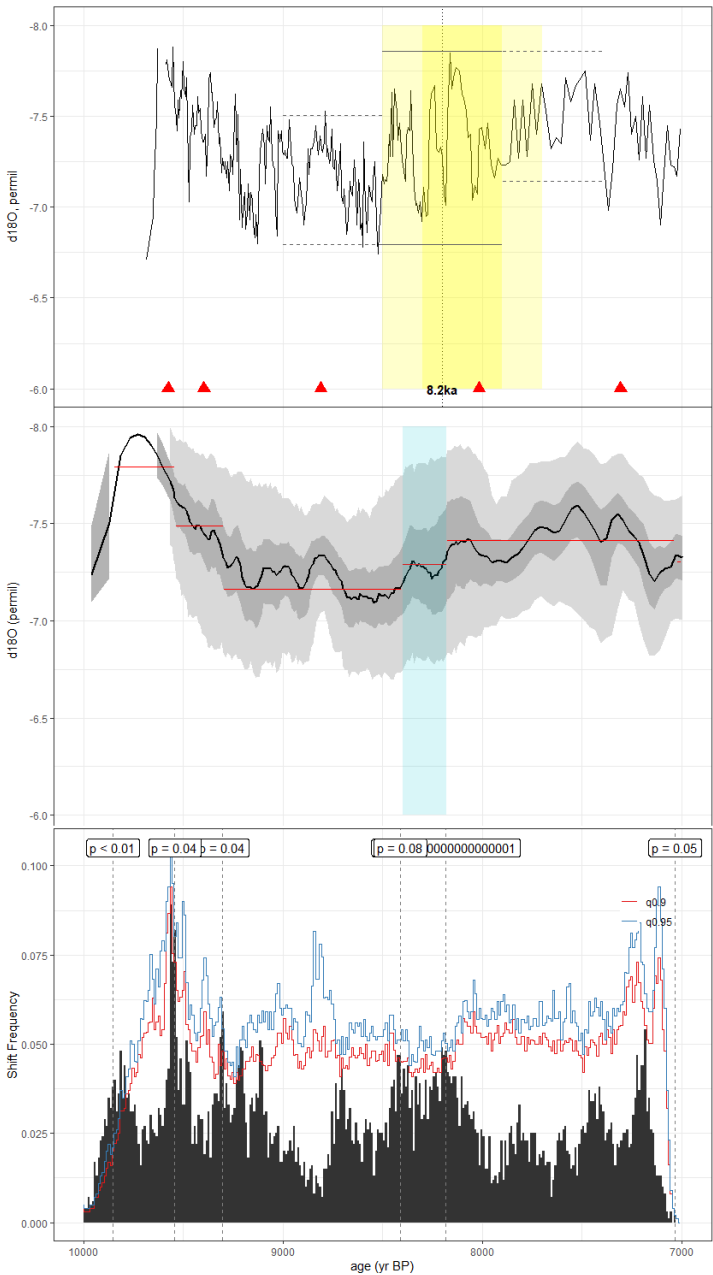 -8.0
-7.5
d18O, permil
-7.0
-6.5
-6.0
8.2ka
-8.0
-7.5
d18O (permil)
-7.0
-6.5
-6.0
p < 0.01
p = 0.04
p = 0.04
p = 0.08
0000000000001
p = 0.05
0.100
q0.9
q0.95
0.075
Shift Frequency
0.050
0.025
0.000
10000
9000
8000
7000
age (yr BP)